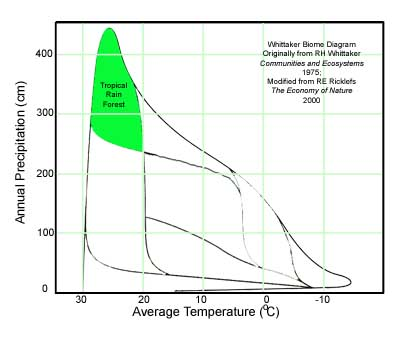 Whittaker Biome Diagram
Originally from RH Whittaker
Communities and Ecosystems
1975;
Modified from RE Ricklefs
The Economy of Nature
2000
Tropical
Rain
Forest
Annual Precipitation (cm)
400
300
200
100
0
30 20 10 0 -10
Average Temperature (°C)